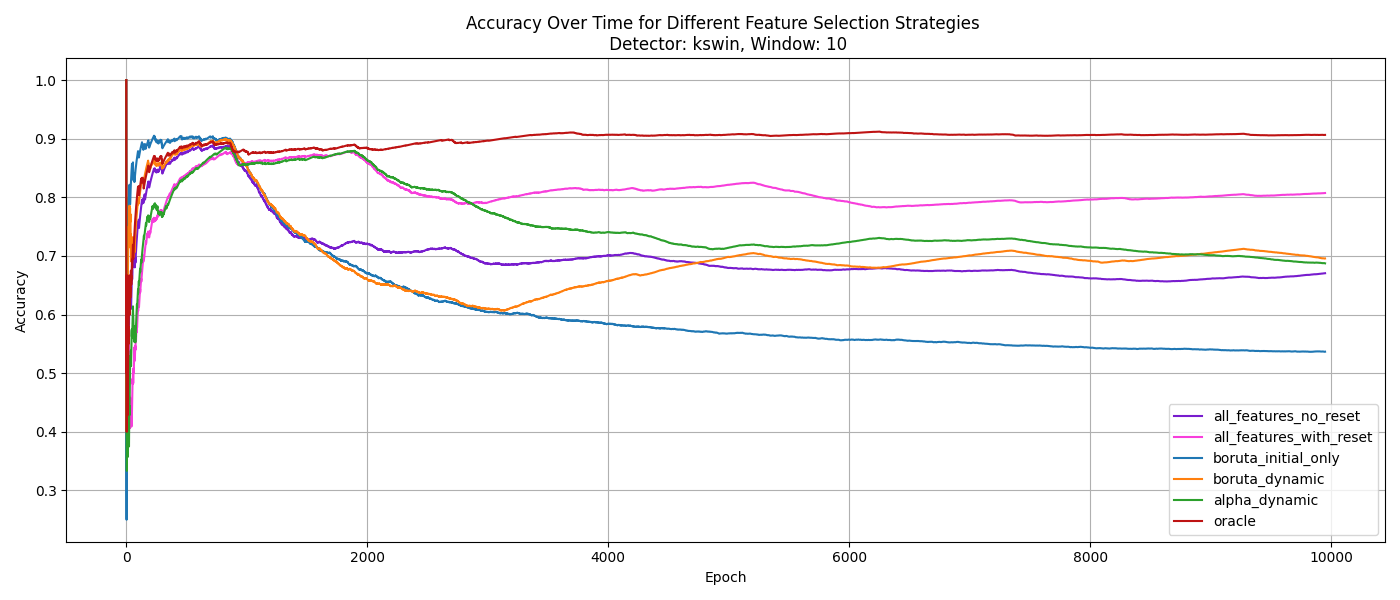 Accuracy Over Time for Different Feature Selection Strategies
Detector: kswin, Window: 10
Accuracy
1.0
0.9
0.8
0.7
0.6
0.5
0.4
0.3
0
2000
4000
6000
8000
10000
Epoch
all_features_no_reset
all_features_with_reset
boruta_initial_only
boruta_dynamic
alpha_dynamic
oracle